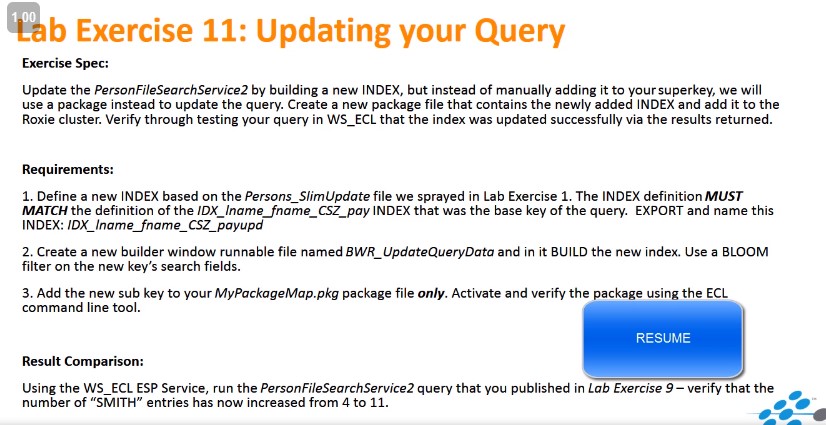 1.00
Lab Exercise 11: Updating your Query
Exercise Spec:
Update the PersonFileSearchService2 by building a new INDEX, but instead of manually adding it to your superkey, we will
use a package instead to update the query. Create a new package file that contains the newly added INDEX and add it to the
Roxie cluster. Verify through testing your query in WS_ECL that the index was updated successfully via the results returned.
Requirements:
1. Define a new INDEX based on the Persons_SlimUpdate file we sprayed in Lab Exercise 1. The INDEX definition MUST
MATCH the definition of the IDX_lname_fname_CSZ_pay INDEX that was the base key of the query. EXPORT and name this
INDEX: IDX_lname_fname_CSZ_payupd
2. Create a new builder window runnable file named BWR_UpdateQueryData and in it BUILD the new index. Use a BLOOM
filter on the new key's search fields.
3. Add the new sub key to your MyPackageMap.pkg package file only. Activate and verify the package using the ECL
command line tool.
RESUME
Result Comparison:
Using the WS_ECL ESP Service, run the PersonFileSearchService2 query that you published in Lab Exercise 9 – verify that the
number of "SMITH" entries has now increased from 4 to 11.